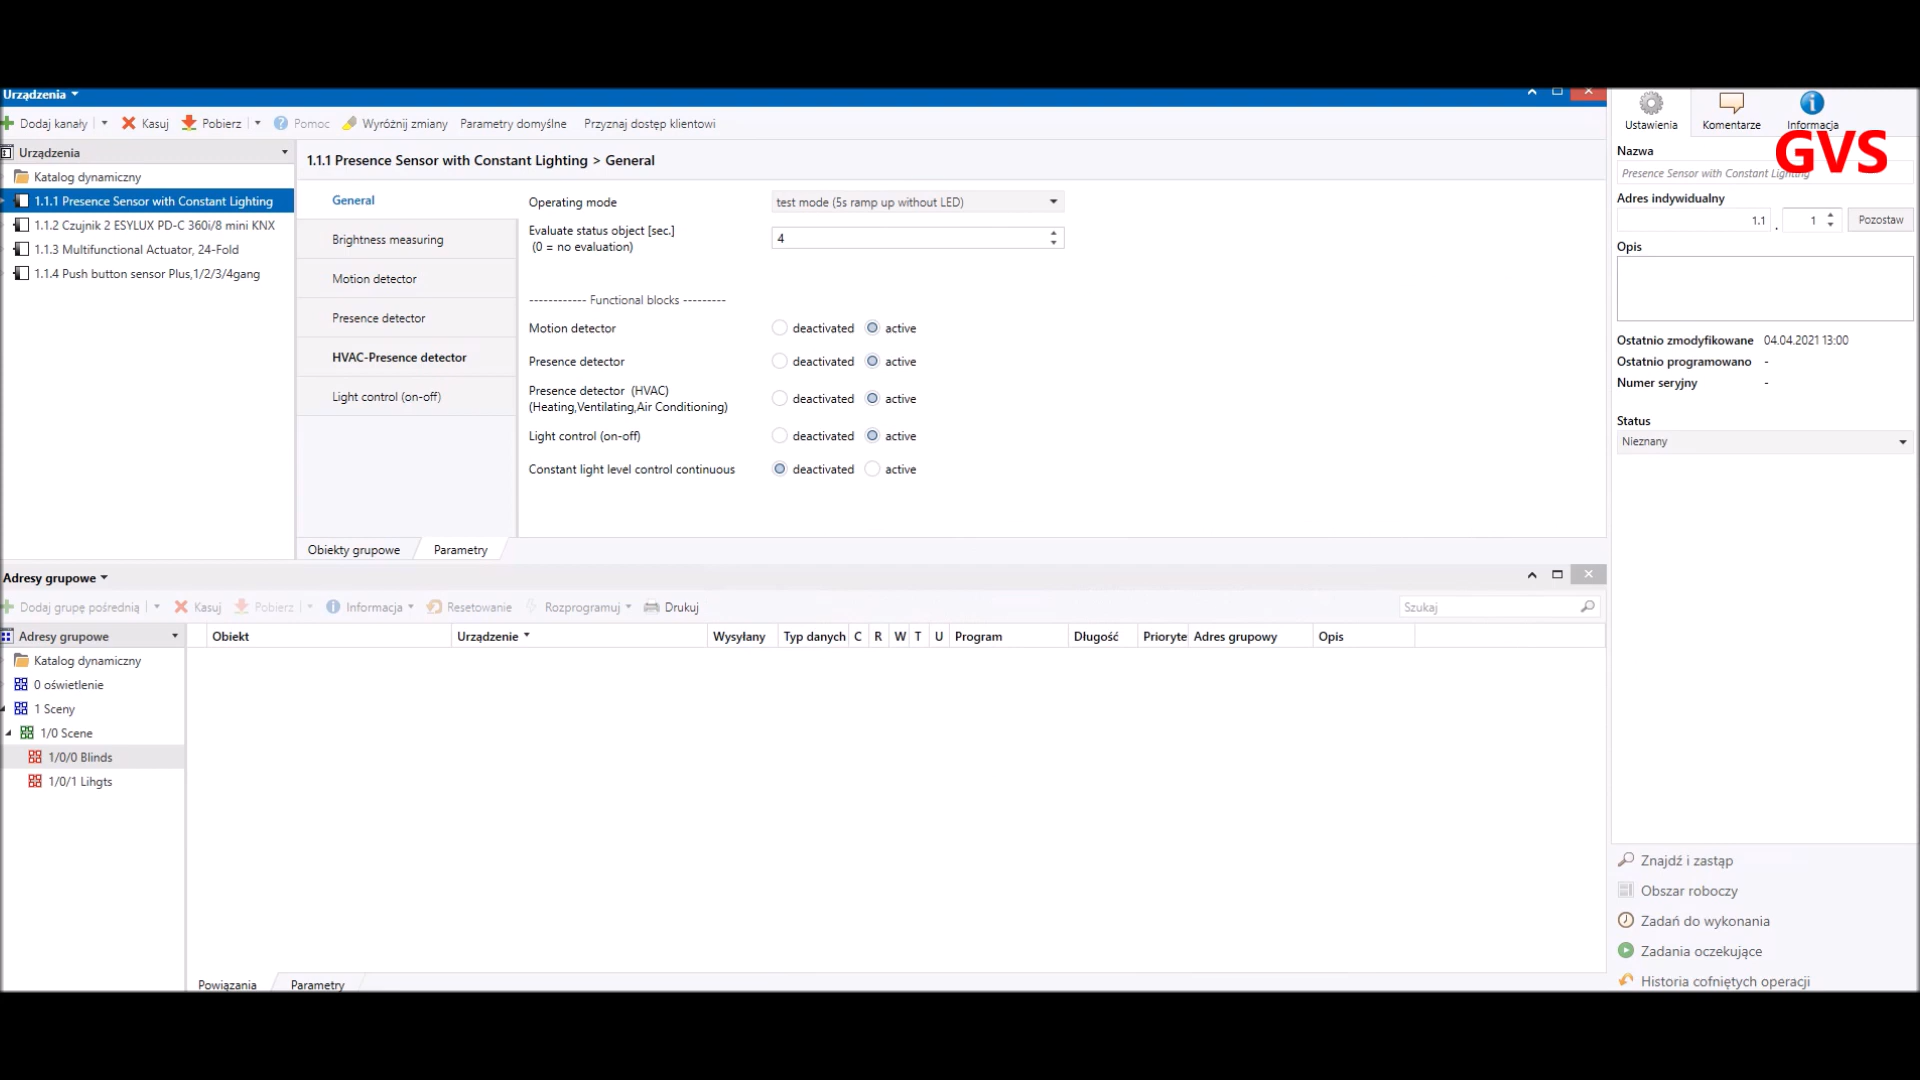 Urządzenia
Dodaj kanały
Kasuj
Pobierz
Pomoc
Wyróżnij zmiany
Parametry domyślne
Przyznaj dostęp klientowi
Urządzenia
Katalog dynamiczny
1.1.1 Presence Sensor with Constant Lighting
1.1.2 Czujnik 2 ESYLUX PD-C 360i/8 mini KNX
1.1.3 Multifunctional Actuator, 24-Fold
1.1.4 Push button sensor Plus,1/2/3/4gang
1.1.1 Presence Sensor with Constant Lighting > General
General
Brightness measuring
Motion detector
Presence detector
HVAC-Presence detector
Light control (on-off)
Operating mode
test mode (5s ramp up without LED)
Evaluate status object [sec.]
(0 = no evaluation)
4
------------ Functional blocks ---------
Motion detector
deactivated
active
Presence detector
deactivated
active
Presence detector (HVAC)
(Heating,Ventilating,Air Conditioning)
deactivated
active
Light control (on-off)
deactivated
active
Constant light level control continuous
deactivated
active
Obiekty grupowe
Parametry
Ustawienia
Komentarze
Informacja
GVS
Nazwa
Presence Sensor with Constant Lighting
Adres indywidualny
1.1
.
1
Pozostaw
Opis
Ostatnio zmodyfikowane 04.04.2021 13:00
Ostatnio programowano -
Numer seryjny -
Status
Nieznany
Adresy grupowe
Dodaj grupę pośrednią
Kasuj
Pobierz
Informacja
Resetowanie
Rozprogramuj
Drukuj
Szukaj
Adresy grupowe
Katalog dynamiczny
0 oświetlenie
1 Sceny
1/0 Scene
1/0/0 Blinds
1/0/1 Lihgts
Obiekt
Urządzenie
Wysyłany
Typ danych
C
R
W
T
U
Program
Długość
Prioryte
Adres grupowy
Opis
Powiązania
Parametry
Znajdź i zastąp
Obszar roboczy
Zadań do wykonania
Zadania oczekujące
Historia cofniętych operacji